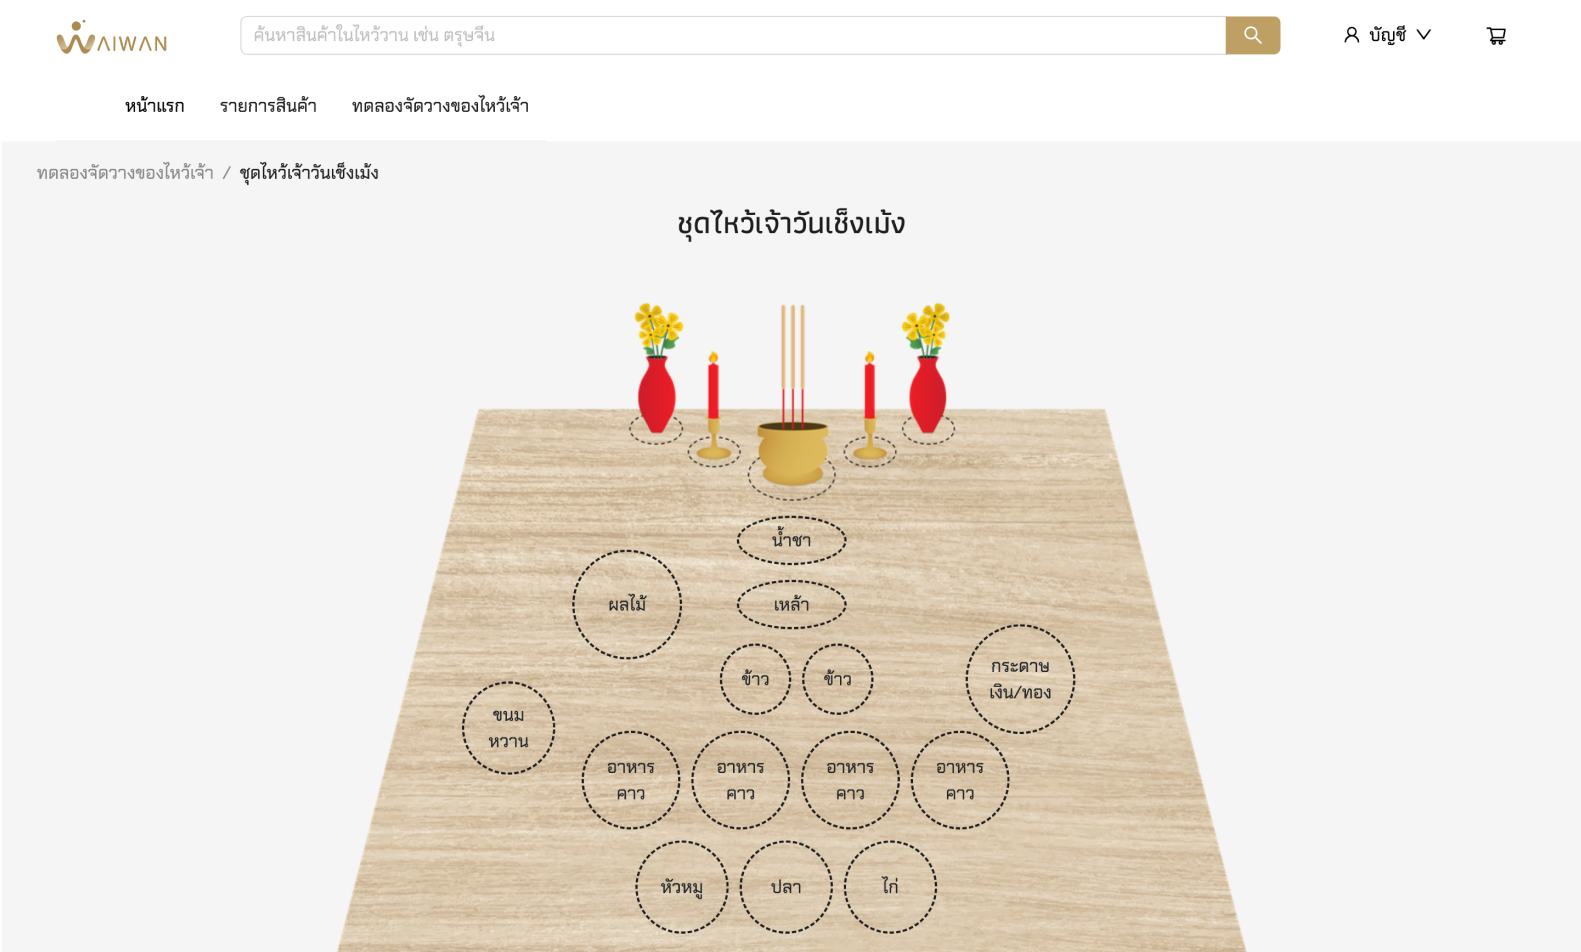 WAIWAN
ค้นหาสินค้าในไหว้วาน เช่น ตรุษจีน
บัญชี
หน้าแรก
รายการสินค้า
ทดลองจัดวางของไหว้เจ้า
ทดลองจัดวางของไหว้เจ้า / ชุดไหว้เจ้าวันเช็งเม้ง
ชุดไหว้เจ้าวันเช็งเม้ง
น้ำชา
ผลไม้
เหล้า
ข้าว
ข้าว
กระดาษ
เงิน/ทอง
ขนม
หวาน
อาหาร
คาว
อาหาร
คาว
อาหาร
คาว
อาหาร
คาว
หัวหมู
ปลา
ไก่